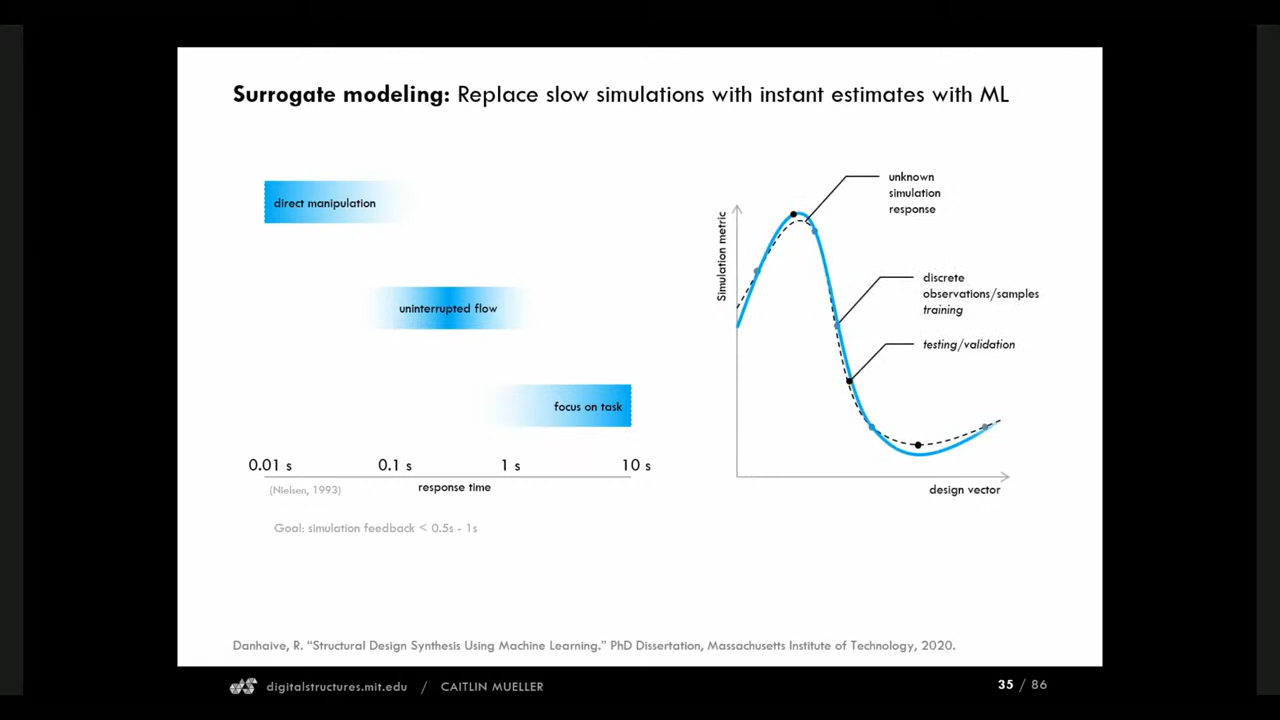 Surrogate modeling: Replace slow simulations with instant estimates with ML
direct manipulation
uninterrupted flow
focus on task
0.01 s
0.1 s
1 s
10 s
(Nielsen, 1993)
response time
Goal: simulation feedback < 0.5s - 1s
Simulation metric
unknown
simulation
response
discrete
observations/samples
training
testing/validation
design vector
Danhaive, R. “Structural Design Synthesis Using Machine Learning.” PhD Dissertation, Massachusetts Institute of Technology, 2020.
digitalstructures.mit.edu / CAITLIN MUELLER
35 / 86